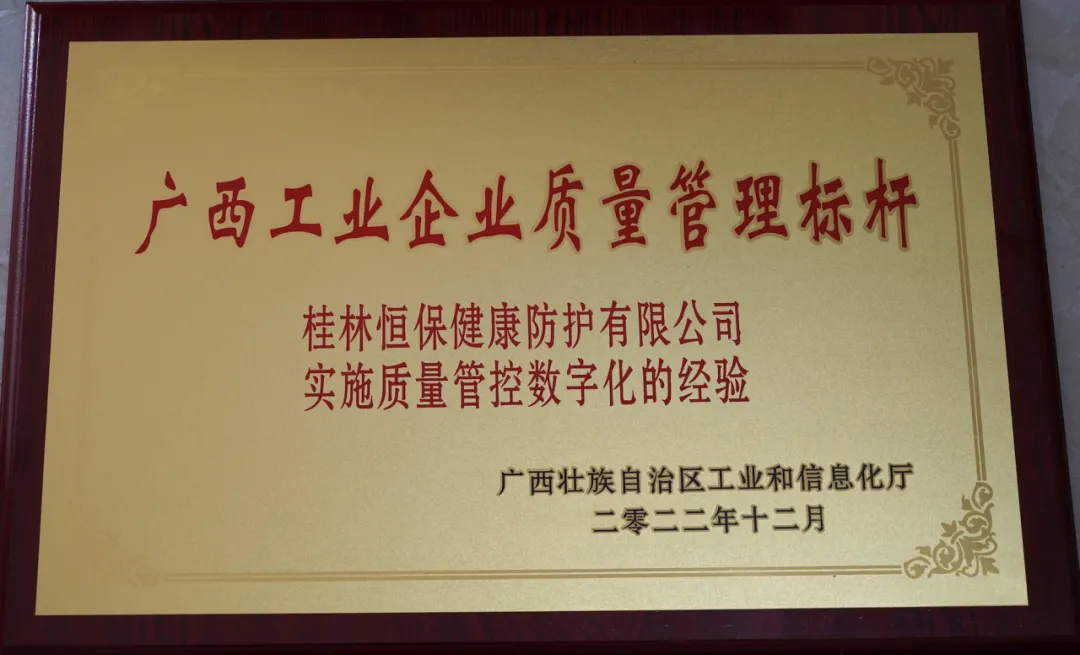 广西工业企业质量管理标杆
桂林恒保健康防护有限公司
实施质量管控数字化的经验
广西壮族自治区工业和信息化厅
二零二二年十二月